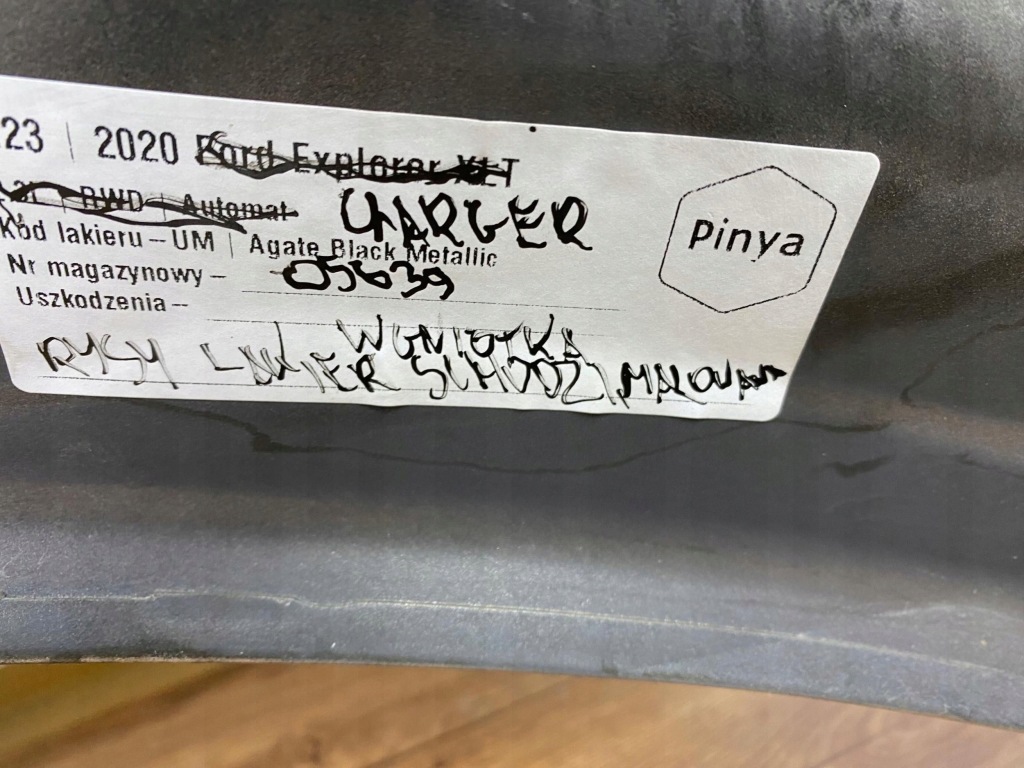 23 | 2020 Ford Explorer XLT
RWD | Automat
CHARGER
Kod lakieru – UM | Agate Black Metallic
Nr magazynowy – 05639
Uszkodzenia –
WGNIOTKA
RYSY LAKIER SCHODZI, MALOWANA
Pinya